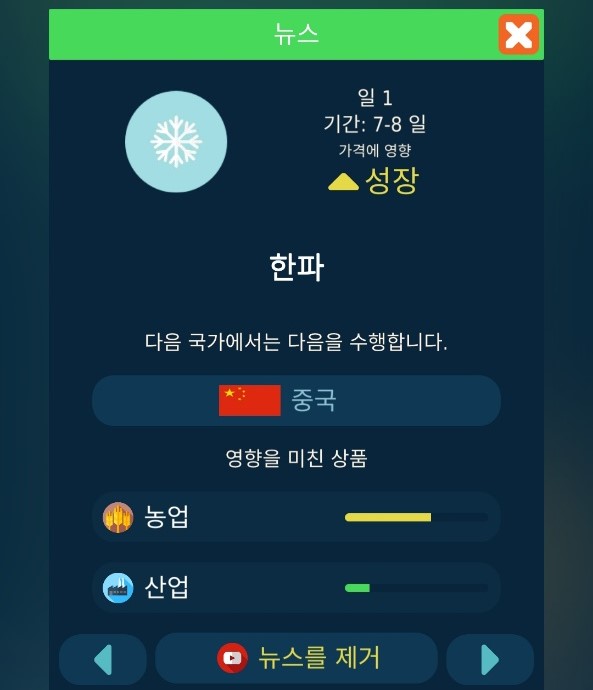 뉴스
일 1
기간: 7-8 일
가격에 영향
성장
한파
다음 국가에서는 다음을 수행합니다.
중국
영향을 미친 상품
농업
산업
뉴스를 제거